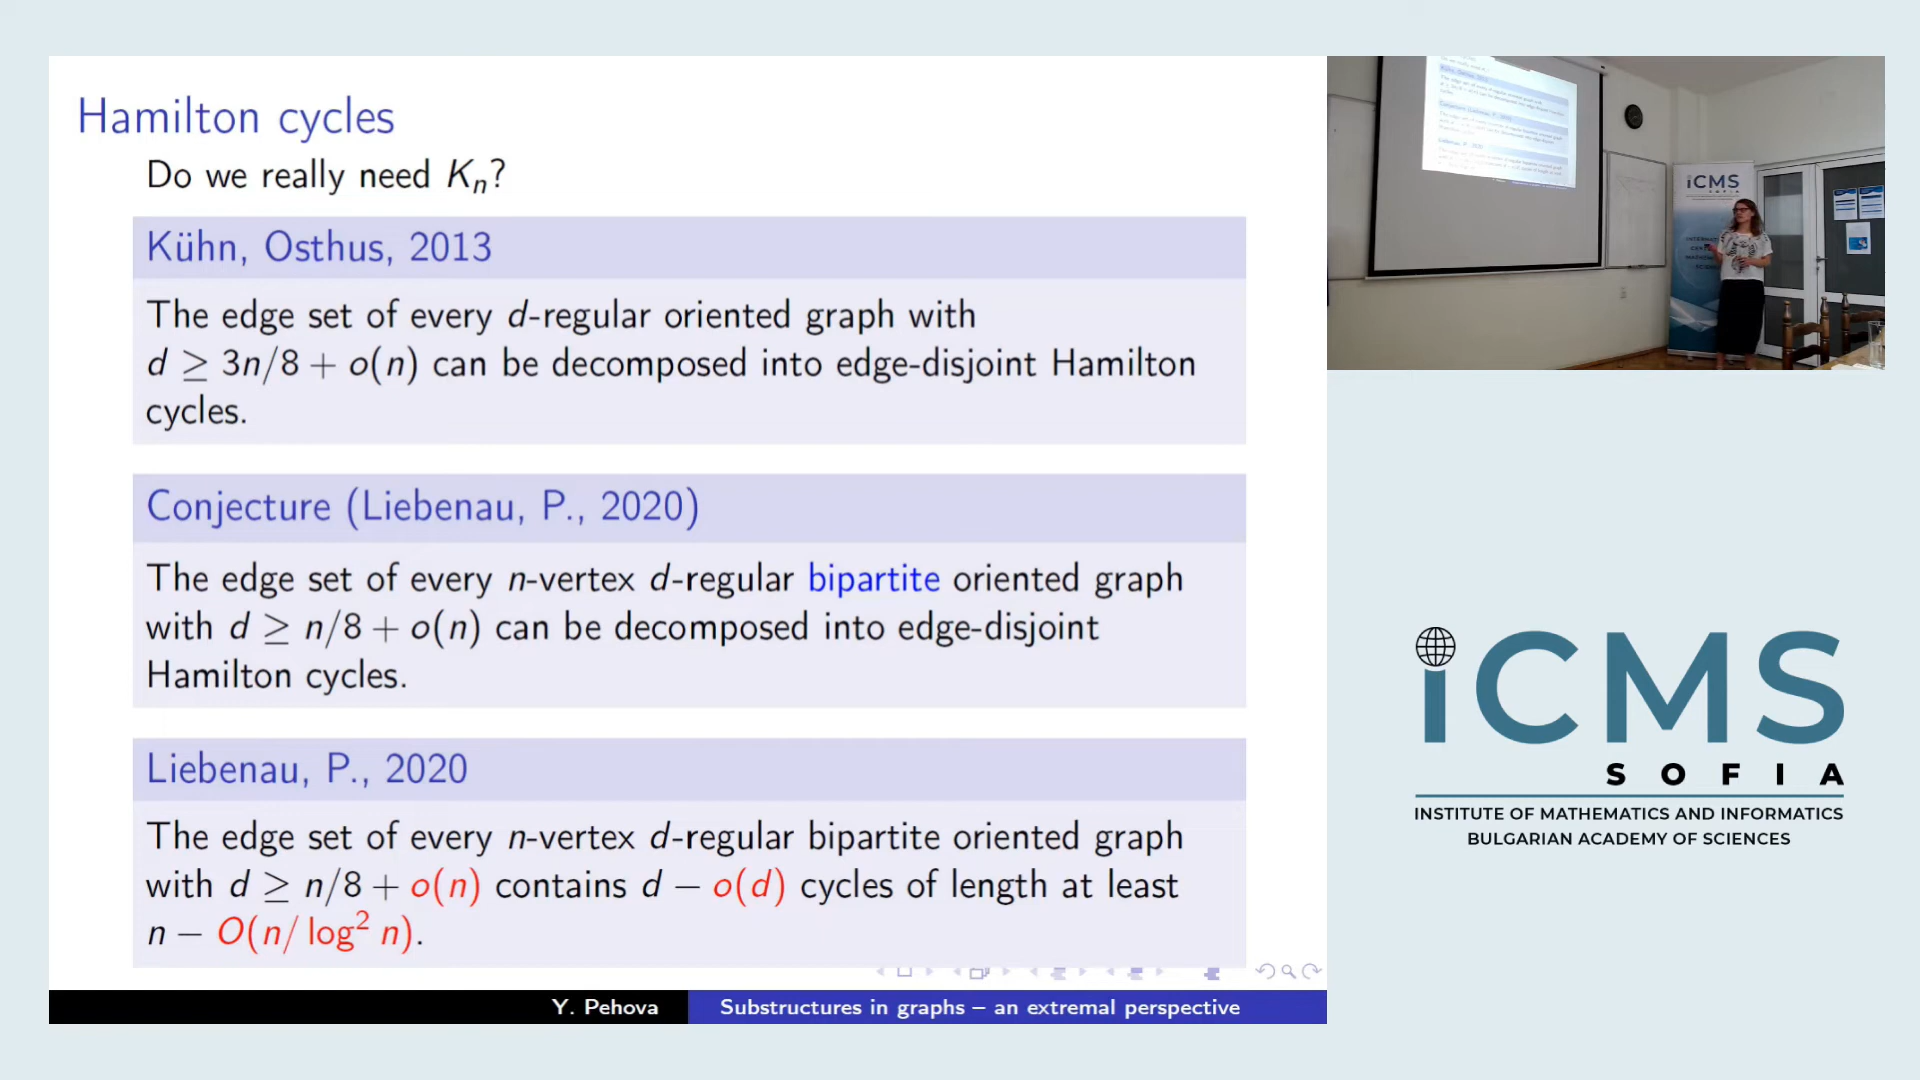 Hamilton cycles
Do we really need Kₙ?
Kühn, Osthus, 2013
The edge set of every d-regular oriented graph with
d ≥ 3n/8 + o(n) can be decomposed into edge-disjoint Hamilton
cycles.
Conjecture (Liebenau, P., 2020)
The edge set of every n-vertex d-regular bipartite oriented graph
with d ≥ n/8 + o(n) can be decomposed into edge-disjoint
Hamilton cycles.
Liebenau, P., 2020
The edge set of every n-vertex d-regular bipartite oriented graph
with d ≥ n/8 + o(n) contains d − o(d) cycles of length at least
n − O(n/ log² n).
Y. Pehova
Substructures in graphs – an extremal perspective
iCMS
SOFIA
iCMS
SOFIA
INSTITUTE OF MATHEMATICS AND INFORMATICS
BULGARIAN ACADEMY OF SCIENCES